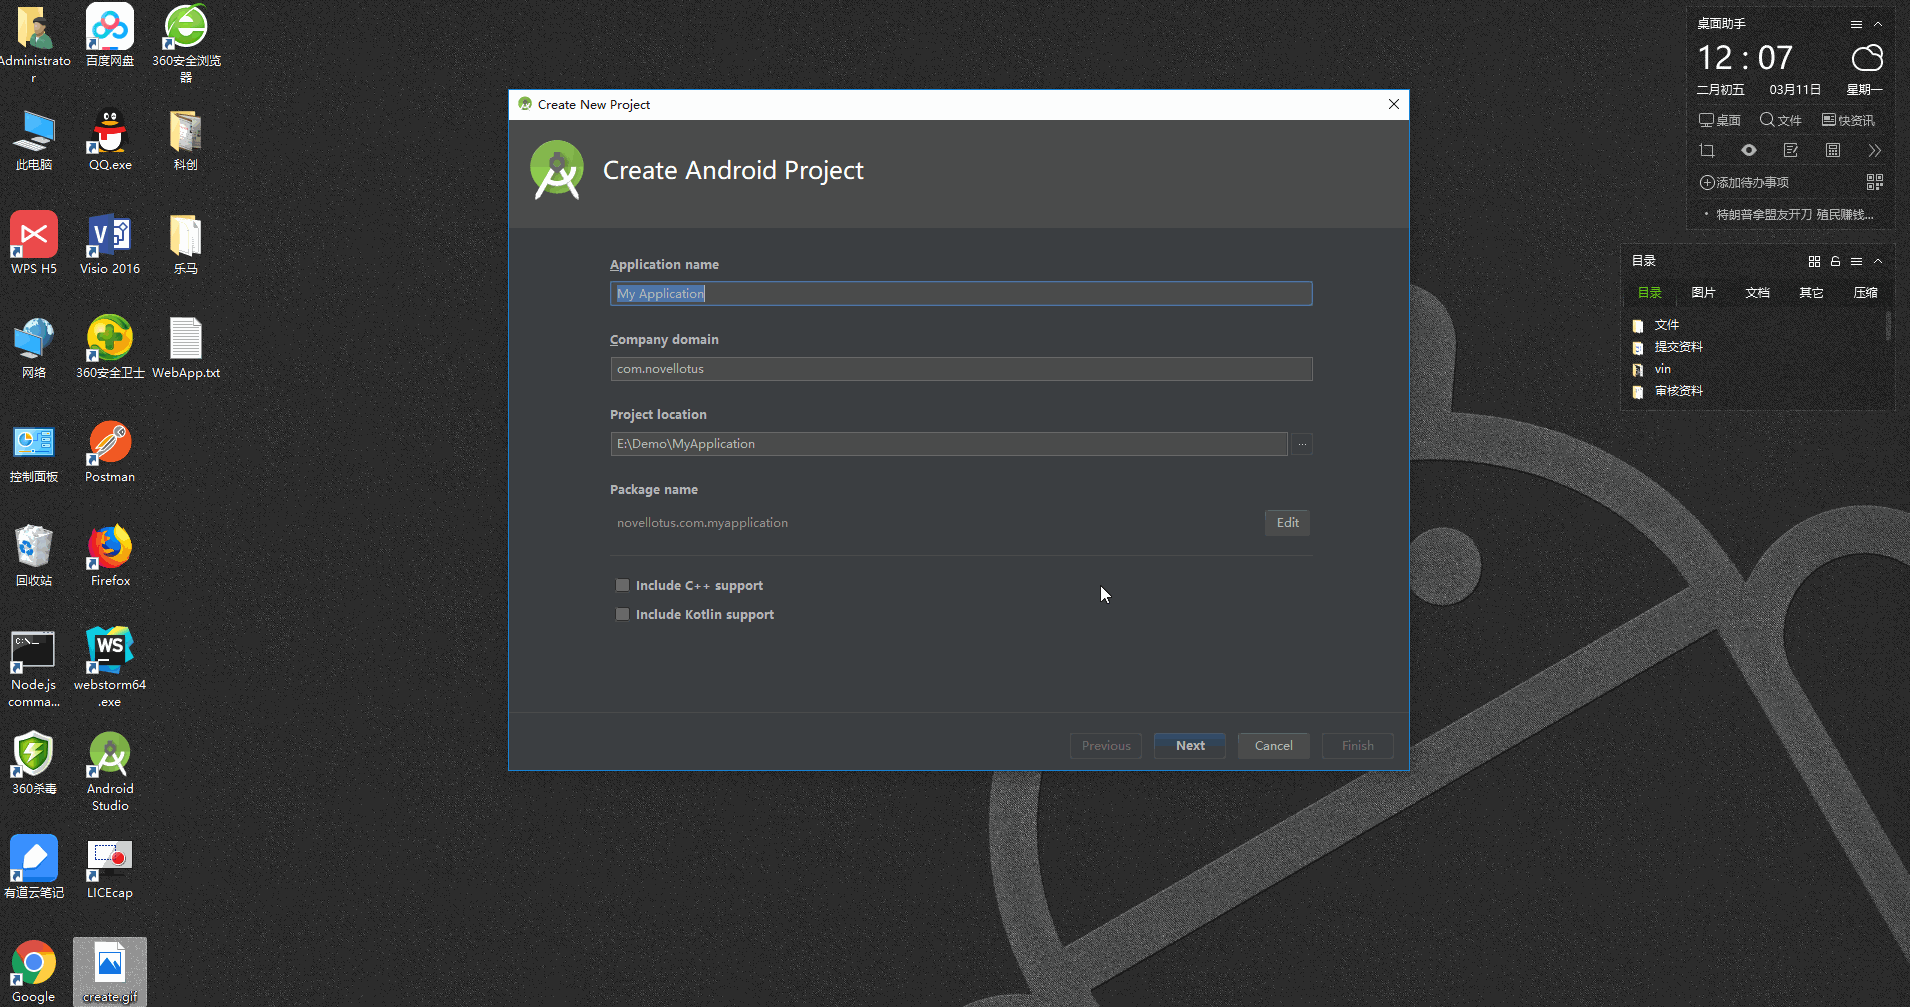 Administrato
r
百度网盘
360安全浏览
器
此电脑
QQ.exe
科创
WPS H5
Visio 2016
乐马
网络
360安全卫士
WebApp.txt
控制面板
Postman
回收站
Firefox
C:\._
Node.js
comma...
WS
webstorm64
.exe
360杀毒
Android
Studio
有道云笔记
LICEcap
Google
create.gif
Create New Project
Create Android Project
Application name
My Application
Company domain
com.novellotus
Project location
E:\Demo\MyApplication
...
Package name
novellotus.com.myapplication
Edit
Include C++ support
Include Kotlin support
Previous
Next
Cancel
Finish
桌面助手
12 : 07
二月初五 03月11日 星期一
桌面 文件 快资讯
添加待办事项
· 特朗普拿盟友开刀 殖民赚钱...
目录
目录 图片 文档 其它 压缩
文件
提交资料
vin
审核资料